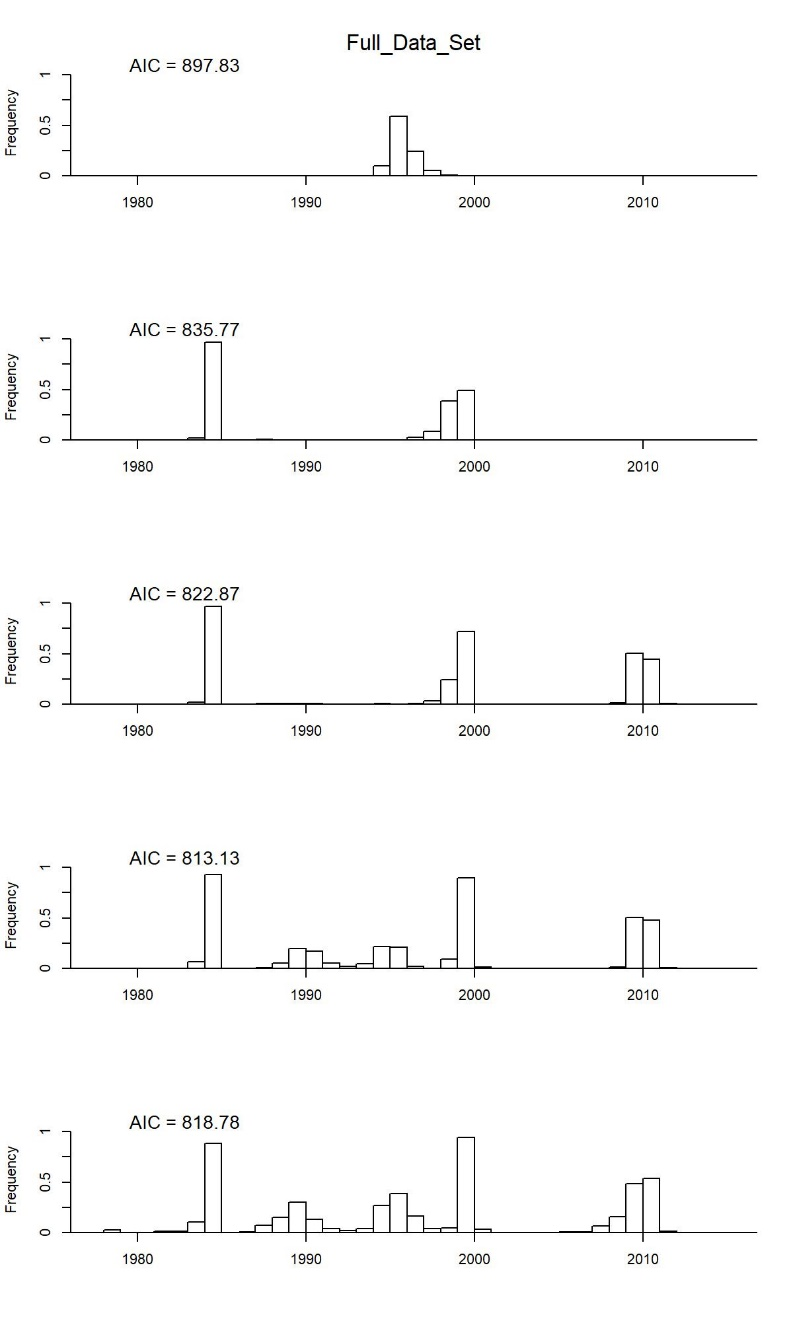 Full_Data_Set
AIC = 897.83
Frequency
1
0.5
0
1980 1990 2000 2010
AIC = 835.77
Frequency
1
0.5
0
1980 1990 2000 2010
AIC = 822.87
Frequency
1
0.5
0
1980 1990 2000 2010
AIC = 813.13
Frequency
1
0.5
0
1980 1990 2000 2010
AIC = 818.78
Frequency
1
0.5
0
1980 1990 2000 2010